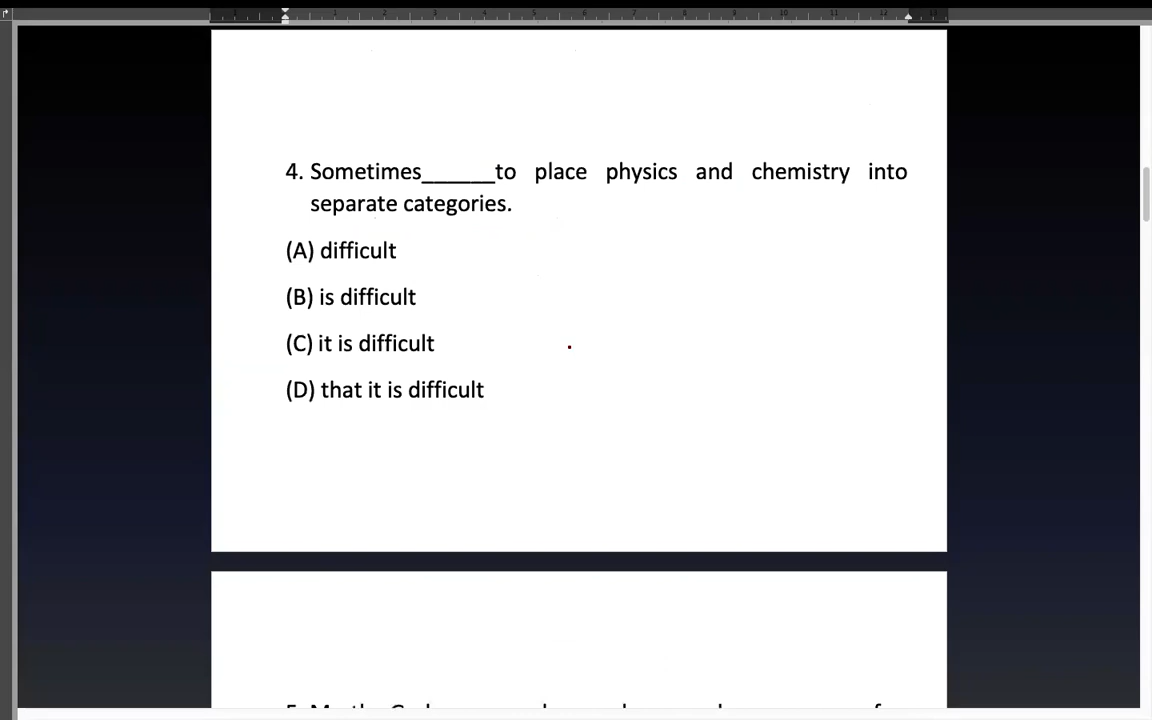 4. Sometimes______to place physics and chemistry into
separate categories.
(A) difficult
(B) is difficult
(C) it is difficult
(D) that it is difficult